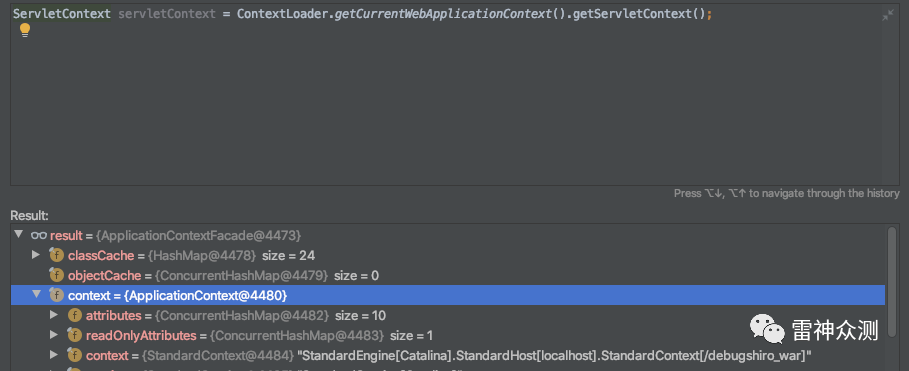 ServletContext servletContext = ContextLoader.getCurrentWebApplicationContext().getServletContext();
Press ⌥↓, ⌥↑ to navigate through the history
Result:
result = {ApplicationContextFacade@4473}
classCache = {HashMap@4478} size = 24
objectCache = {ConcurrentHashMap@4479} size = 0
context = {ApplicationContext@4480}
attributes = {ConcurrentHashMap@4482} size = 10
readOnlyAttributes = {ConcurrentHashMap@4483} size = 1
context = {StandardContext@4484} "StandardEngine[Catalina].StandardHost[localhost].StandardContext[/debugshiro_war]"
雷神众测